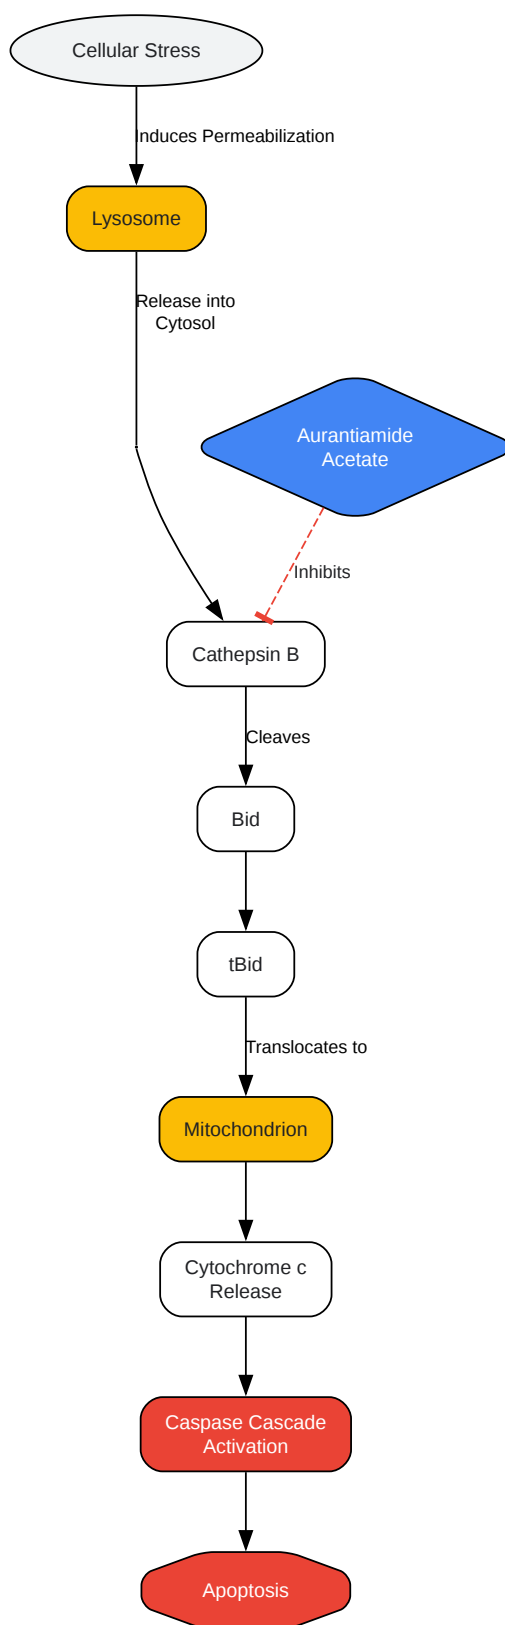 Cellular Stress
Induces Permeabilization
Lysosome
Release into
Cytosol
Aurantiamide
Acetate
Inhibits
Cathepsin B
Cleaves
Bid
tBid
Translocates to
Mitochondrion
Cytochrome c
Release
Caspase Cascade
Activation
Apoptosis